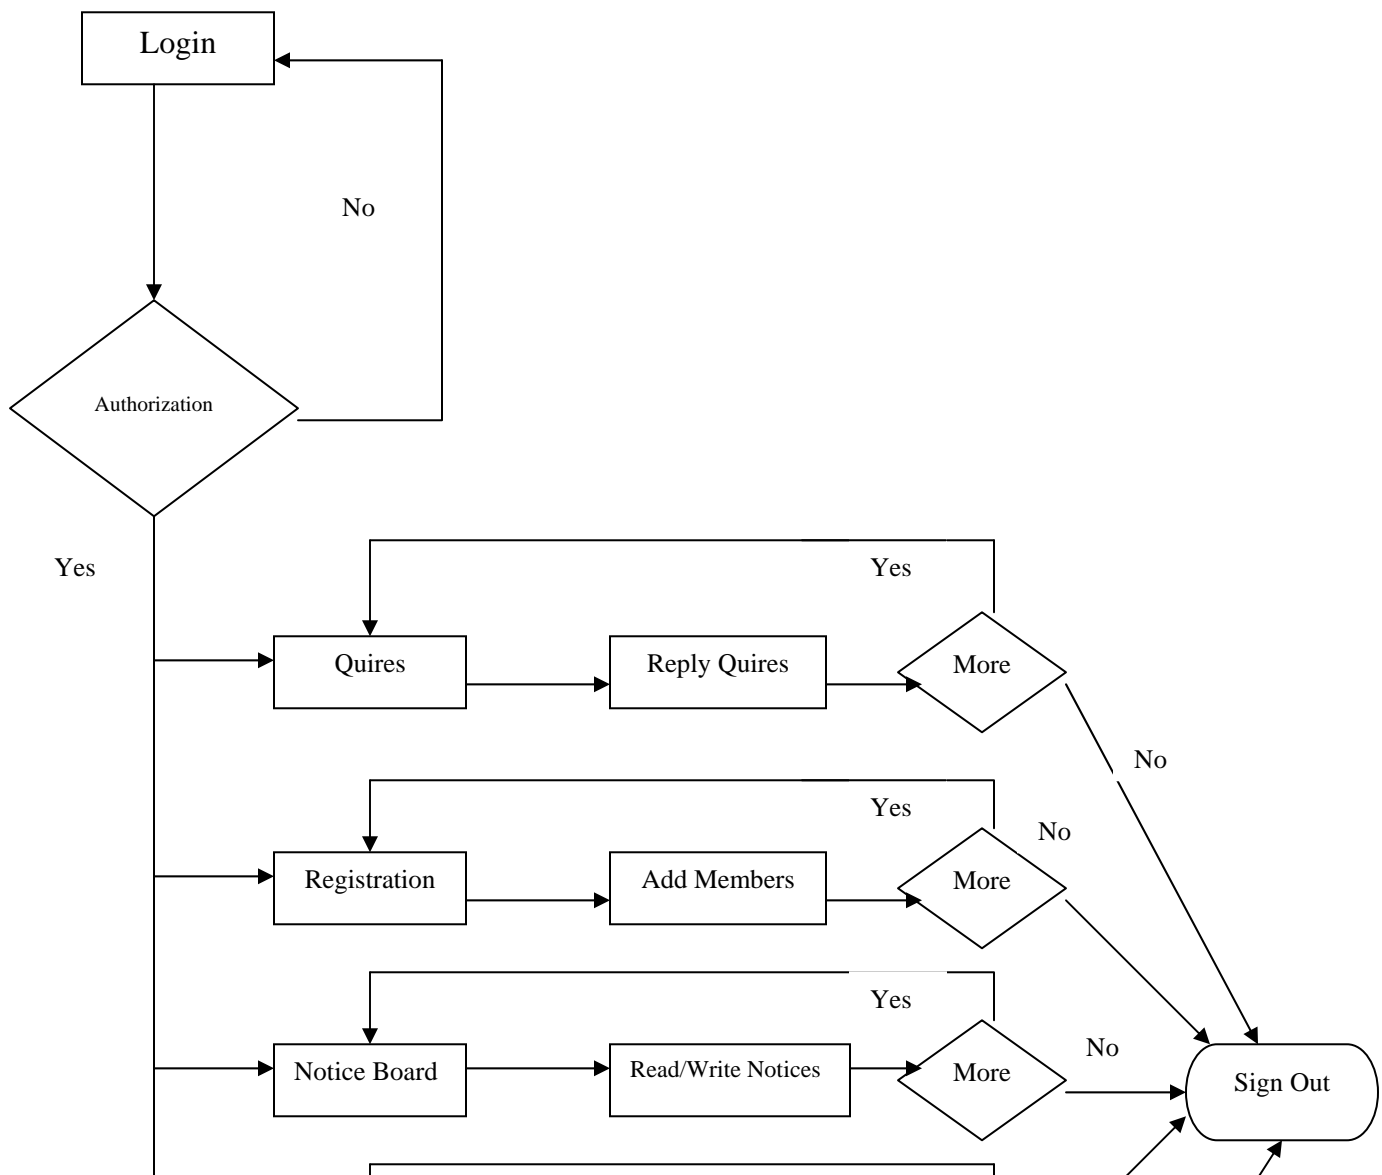 Login
No
Authorization
Yes
Yes
Quires
Reply Quires
More
No
Yes
No
Registration
Add Members
More
Yes
No
Notice Board
Read/Write Notices
More
Sign Out